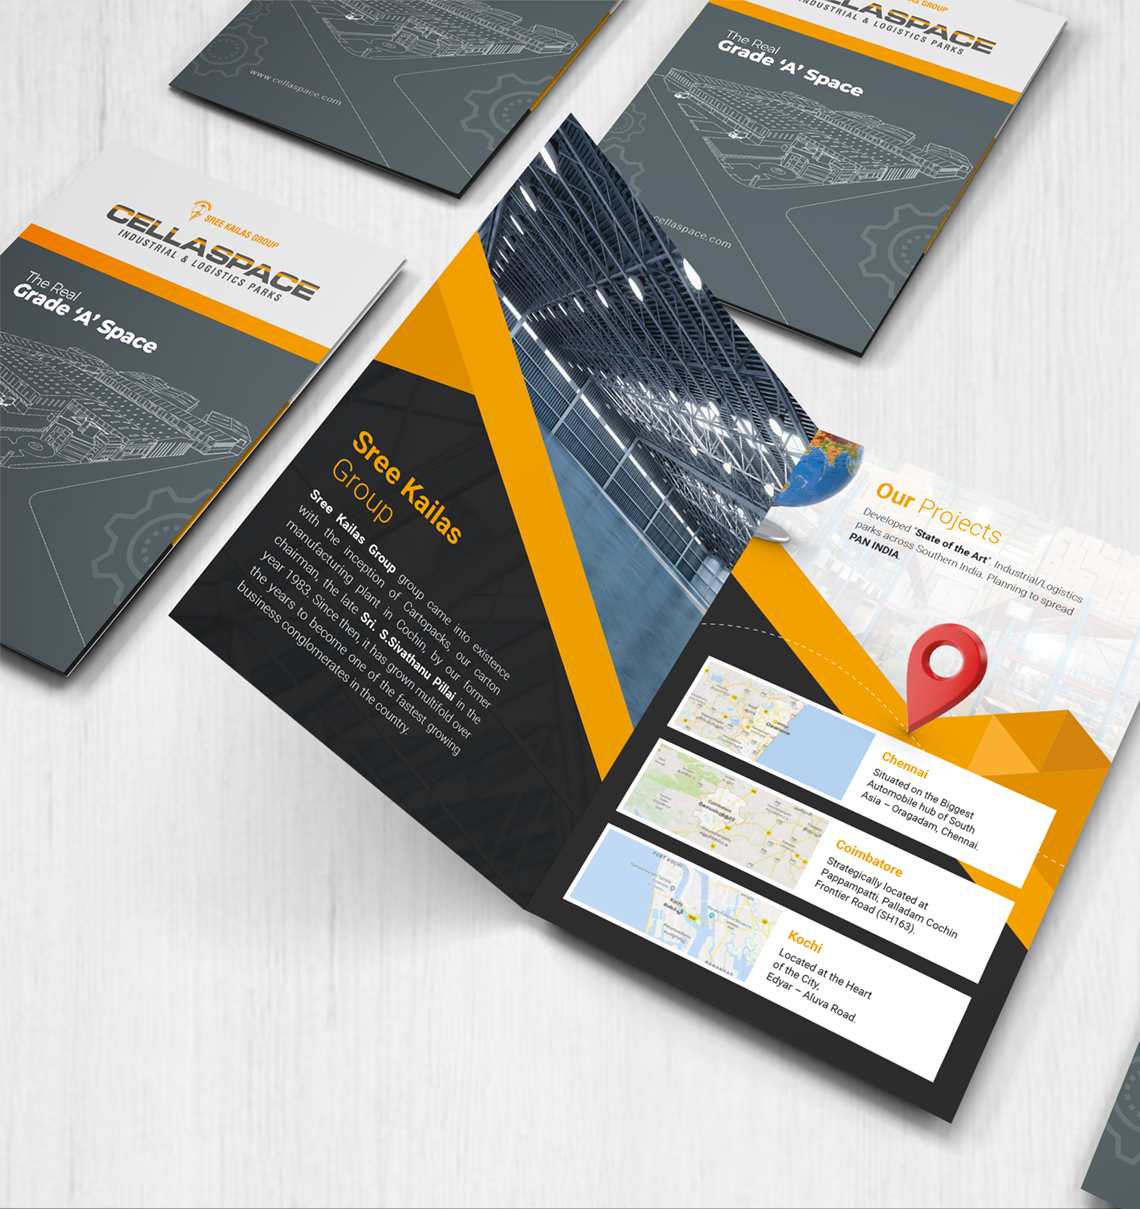 www.cellaspace.com
SREE KAILAS GROUP
CELLASPACE
INDUSTRIAL & LOGISTICS PARKS
The Real
Grade ‘A’ Space
cellaspace.com
SREE KAILAS GROUP
CELLASPACE
INDUSTRIAL & LOGISTICS PARKS
The Real
Grade ‘A’ Space
Sree Kailas
Group
Sree Kailas Group group came into existence
with the inception of Cartopacks, our carton
manufacturing plant in Cochin, by our former
chairman, the late Sri. S.Sivathanu Pillai in the
year 1983. Since then it has grown multifold over
the years to become one of the fastest growing
business conglomerates in the country.
Our Projects
Developed “State of the Art”. Industrial/Logistics
parks across Southern India. Planning to spread
PAN INDIA
Chennai
Situated on the Biggest
Automobile hub of South
Asia – Oragadam, Chennai.
Coimbatore
Strategically located at
Pappampatti, Palladam Cochin
Frontier Road (SH163).
Kochi
Located at the Heart
of the City,
Edyar – Aluva Road.